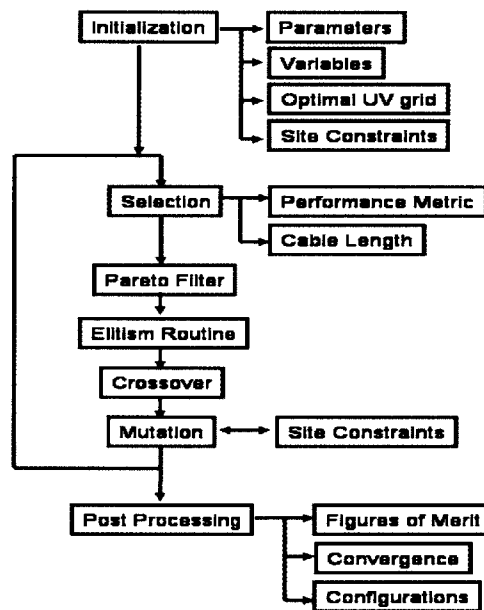 Initialization
Parameters
Variables
Optimal UV grid
Site Constraints
Selection
Performance Metric
Cable Length
Pareto Filter
Elitism Routine
Crossover
Mutation
Site Constraints
Post Processing
Figures of Merit
Convergence
Configurations